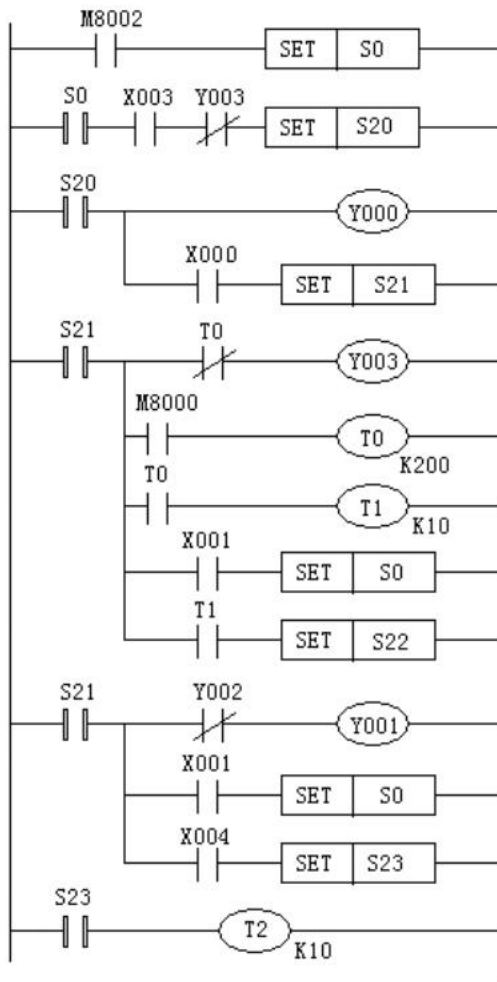 M8002
SET S0
S0 X003 Y003
SET S20
S20
Y000
X000
SET S21
S21 T0
Y003
M8000
T0
K200
T0
T1
K10
X001
SET S0
T1
SET S22
S21 Y002
Y001
X001
SET S0
X004
SET S23
S23
T2
K10